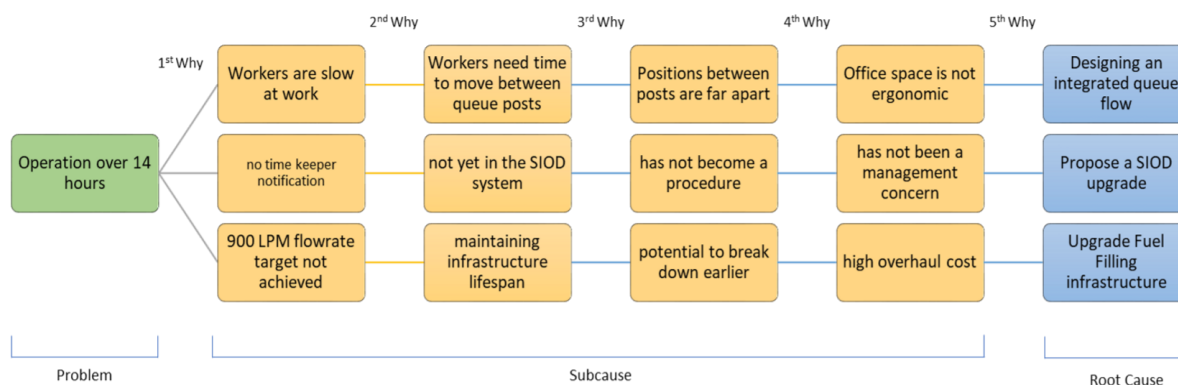 1st Why
2nd Why
3rd Why
4th Why
5th Why
Operation over 14
hours
Workers are slow
at work
Workers need time
to move between
queue posts
Positions between
posts are far apart
Office space is not
ergonomic
Designing an
integrated queue
flow
no time keeper
notification
not yet in the SIOD
system
has not become a
procedure
has not been a
management
concern
Propose a SIOD
upgrade
900 LPM flowrate
target not
achieved
maintaining
infrastructure
lifespan
potential to break
down earlier
high overhaul cost
Upgrade Fuel
Filling
infrastructure
Problem
Subcause
Root Cause